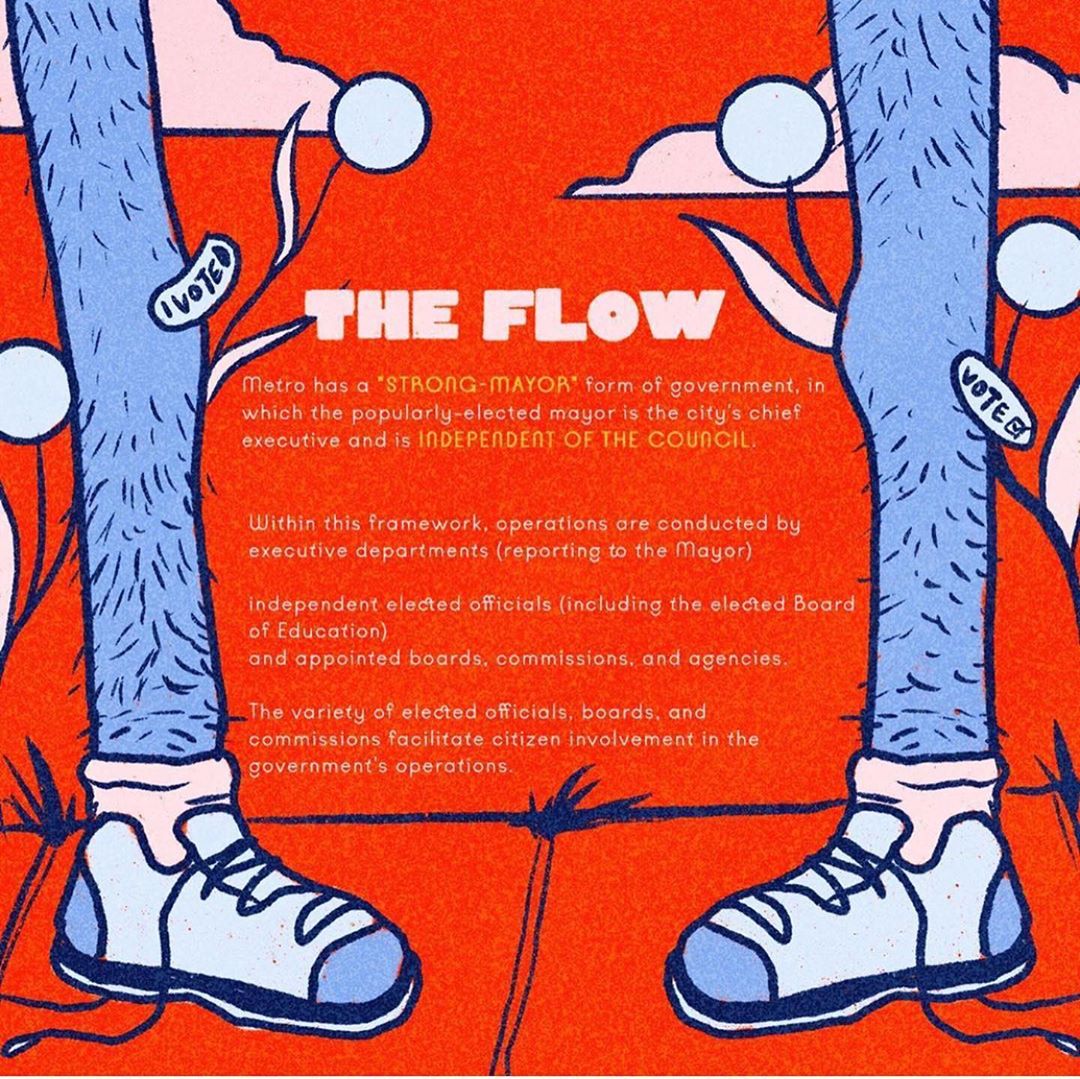 I VOTED
THE FLOW
VOTE
Metro has a "STRONG-MAYOR" form of government, in
which the popularly-elected mayor is the city's chief
executive and is INDEPENDENT OF THE COUNCIL.
Within this framework, operations are conducted by
executive departments (reporting to the Mayor)
independent elected officials (including the elected Board
of Education)
and appointed boards, commissions, and agencies.
The variety of elected officials, boards, and
commissions facilitate citizen involvement in the
government's operations.